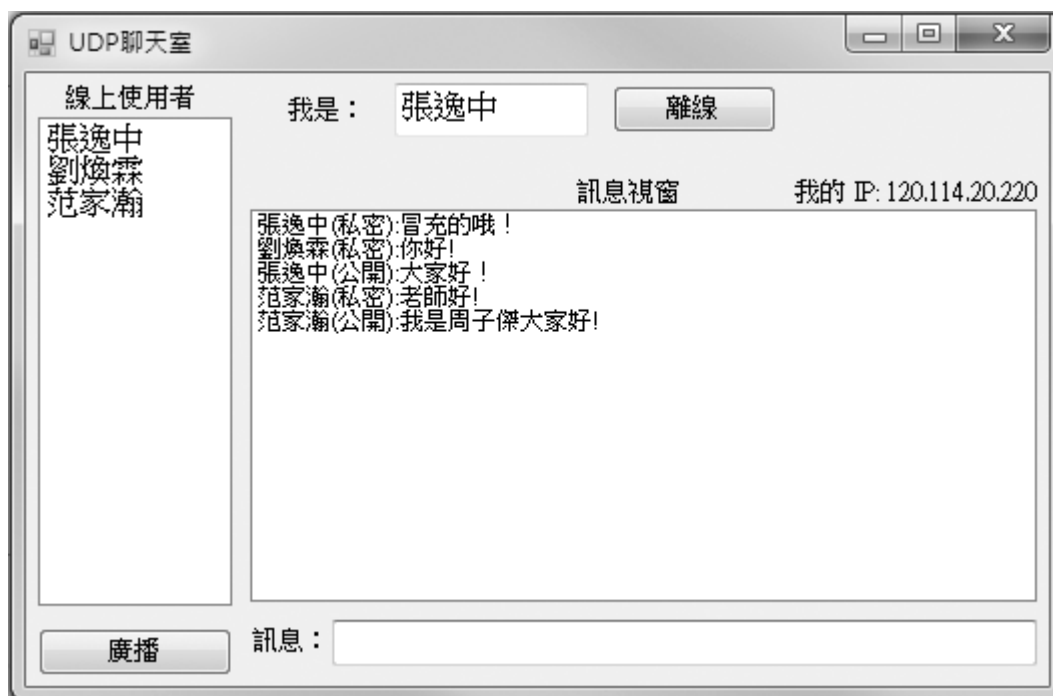 UDP聊天室
線上使用者
張逸中
劉煥霖
范家瀚
我是：
張逸中
離線
訊息視窗
我的 IP: 120.114.20.220
張逸中(私密):冒充的哦！
劉煥霖(私密):你好!
張逸中(公開):大家好！
范家瀚(私密):老師好!
范家瀚(公開):我是周子傑大家好!
廣播
訊息：